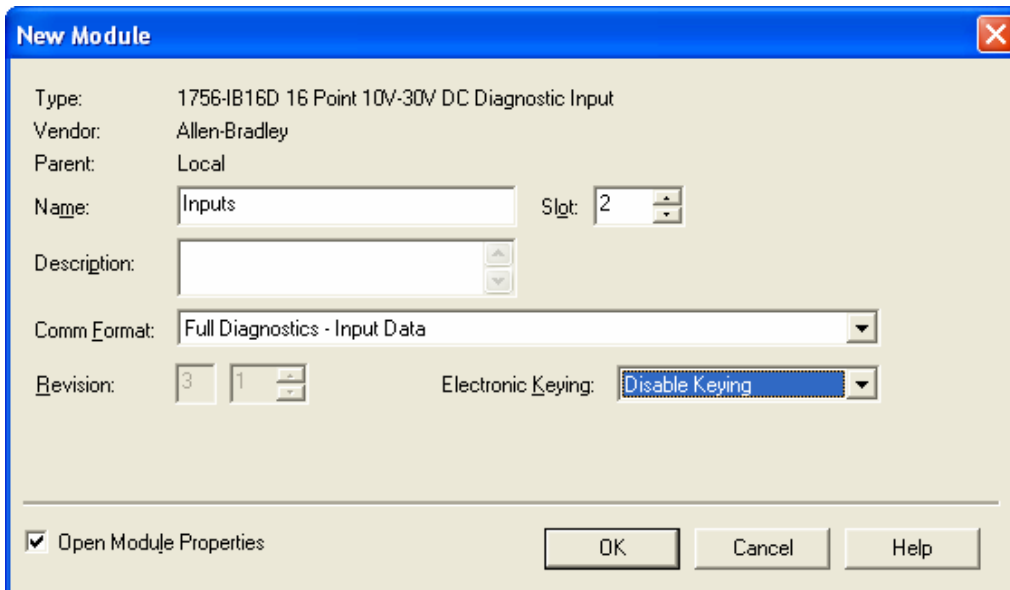 New Module
Type: 1756-IB16D 16 Point 10V-30V DC Diagnostic Input
Vendor: Allen-Bradley
Parent: Local
Name: Inputs Slot: 2
Description:
Comm Format: Full Diagnostics - Input Data
Revision: 3 1 Electronic Keying: Disable Keying
Open Module Properties OK Cancel Help